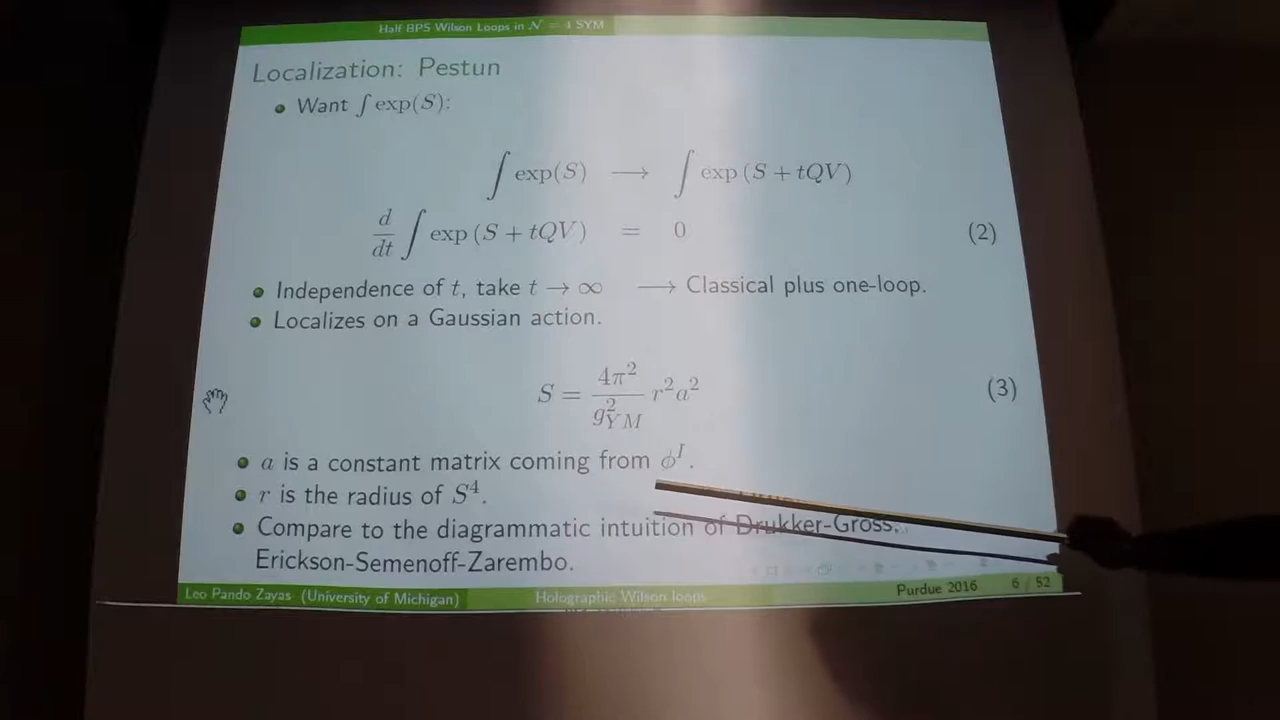 Half BPS Wilson Loops in 𝒩 = 4 SYM
Localization: Pestun
Want ∫ exp(S):
∫ exp(S) ⟶ ∫ exp (S + tQV)
d/dt ∫ exp (S + tQV) = 0 (2)
Independence of t, take t → ∞ ⟶ Classical plus one-loop.
Localizes on a Gaussian action.
S = 4π²/g²_YM r²a² (3)
a is a constant matrix coming from ϕ^I.
r is the radius of S⁴.
Compare to the diagrammatic intuition of Drukker-Gross,
Erickson-Semenoff-Zarembo.
Leo Pando Zayas (University of Michigan) Holographic Wilson loops Purdue 2016 6 / 52